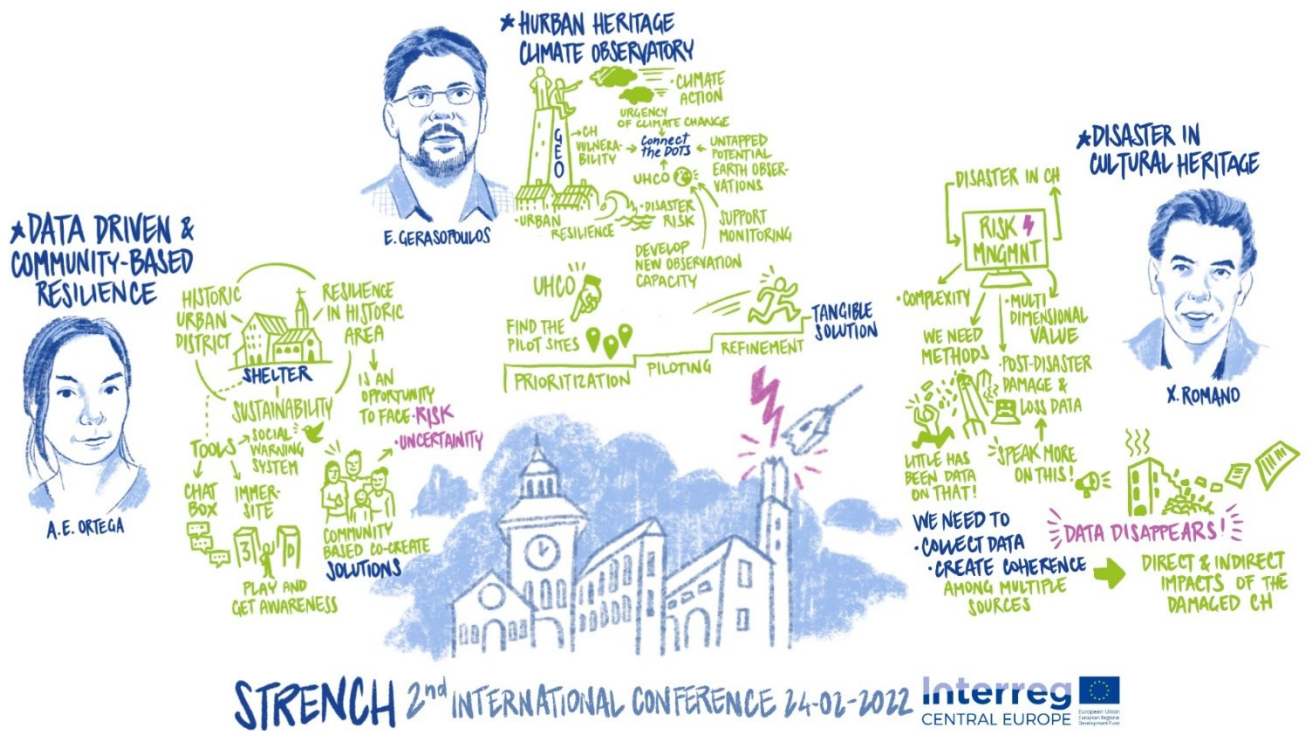 *DATA DRIVEN &
COMMUNITY-BASED
RESILIENCE
A.E. ORTEGA
HISTORIC
URBAN
DISTRICT
RESILIENCE
IN HISTORIC
AREA
SHELTER
SUSTAINABILITY
IS AN
OPPORTUNITY
TO FACE •RISK
•UNCERTAINITY
TOOLS
SOCIAL
WARNING
SYSTEM
CHAT
BOX
IMMER-
SITE
3 D
PLAY AND
GET AWARENESS
COMMUNITY
BASED CO-CREATE
SOLUTIONS
*HURBAN HERITAGE
CLIMATE OBSERVATORY
E. GERASOPOULOS
GEO
•CLIMATE
ACTION
URGENCY
OF CLIMATE CHANGE
CH
VULNERA-
BILITY
Connect
the DOTS
UNTAPPED
POTENTIAL
EARTH OBSER-
VATIONS
UHCO
•URBAN
RESILIENCE
•DISASTER
RISK
SUPPORT
MONITORING
DEVELOP
NEW OBSERVATION
CAPACITY
UHCO
FIND THE
PILOT SITES
PRIORITIZATION
PILOTING
REFINEMENT
TANGIBLE
SOLUTION
*DISASTER IN
CULTURAL HERITAGE
X. ROMANO
DISASTER IN CH
RISK
MNGMNT
•COMPLEXITY
•MULTI
DIMENSIONAL
VALUE
WE NEED
METHODS
•POST-DISASTER
DAMAGE &
LOSS DATA
LITTLE HAS
BEEN DATA
ON THAT!
SPEAK MORE
ON THIS!
WE NEED TO
•COLLECT DATA
•CREATE COHERENCE
AMONG MULTIPLE
SOURCES
DATA DISAPPEARS!
DIRECT & INDIRECT
IMPACTS OF THE
DAMAGED CH
STRENCH 2nd INTERNATIONAL CONFERENCE 24-02-2022
Interreg
CENTRAL EUROPE
European Union
European Regional
Development Fund